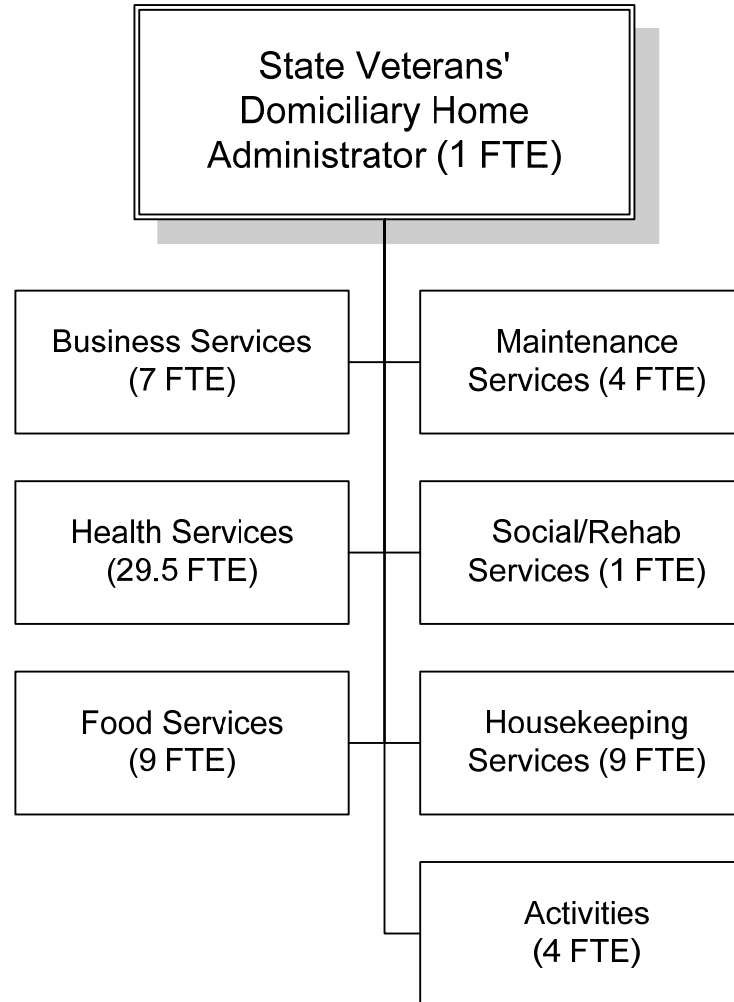 State Veterans'
Domiciliary Home
Administrator (1 FTE)
Business Services
(7 FTE)
Maintenance
Services (4 FTE)
Health Services
(29.5 FTE)
Social/Rehab
Services (1 FTE)
Food Services
(9 FTE)
Housekeeping
Services (9 FTE)
Activities
(4 FTE)